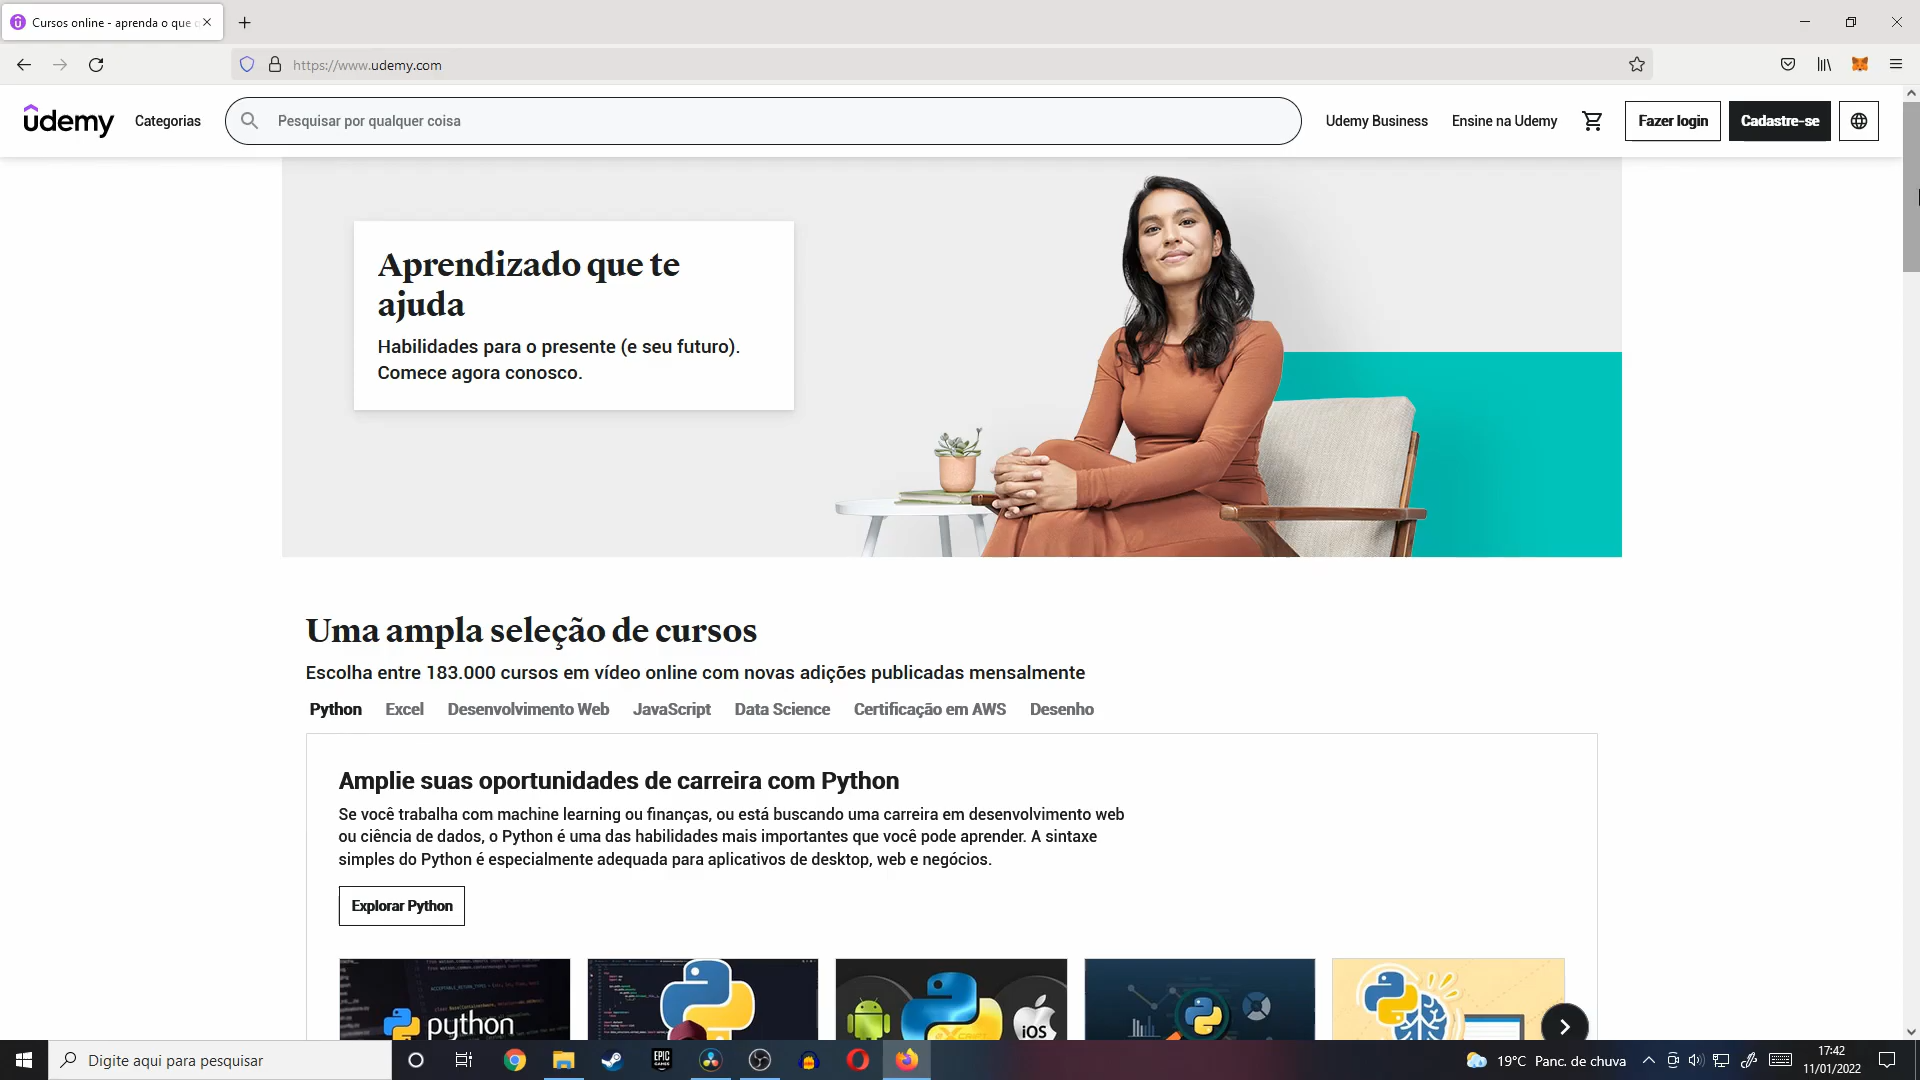 Cursos online - aprenda o que
https://www.udemy.com
udemy
Categorias
Pesquisar por qualquer coisa
Udemy Business
Ensine na Udemy
Fazer login
Cadastre-se
Aprendizado que te
ajuda
Habilidades para o presente (e seu futuro).
Comece agora conosco.
Uma ampla seleção de cursos
Escolha entre 183.000 cursos em vídeo online com novas adições publicadas mensalmente
Python Excel Desenvolvimento Web JavaScript Data Science Certificação em AWS Desenho
Amplie suas oportunidades de carreira com Python
Se você trabalha com machine learning ou finanças, ou está buscando uma carreira em desenvolvimento web
ou ciência de dados, o Python é uma das habilidades mais importantes que você pode aprender. A sintaxe
simples do Python é especialmente adequada para aplicativos de desktop, web e negócios.
Explorar Python
python
iOS
Digite aqui para pesquisar
EPIC
GAMES
19°C Panc. de chuva
17:42
11/01/2022